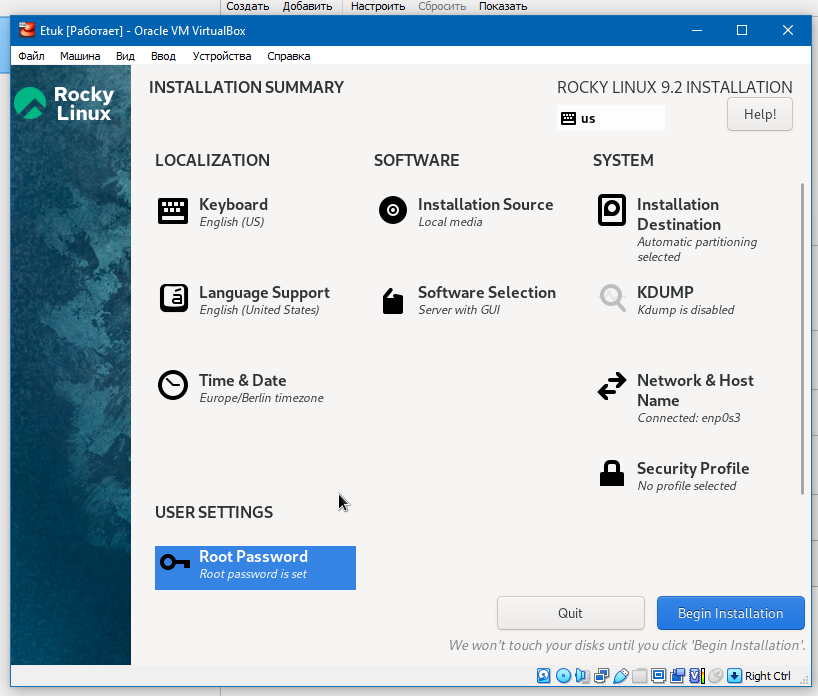 Создать Добавить Настроить Сбросить Показать
Etuk [Работает] - Oracle VM VirtualBox
Файл Машина Вид Ввод Устройства Справка
Rocky
Linux
INSTALLATION SUMMARY
ROCKY LINUX 9.2 INSTALLATION
us
Help!
LOCALIZATION
Keyboard
English (US)
Language Support
English (United States)
Time & Date
Europe/Berlin timezone
SOFTWARE
Installation Source
Local media
Software Selection
Server with GUI
SYSTEM
Installation
Destination
Automatic partitioning
selected
KDUMP
Kdump is disabled
Network & Host
Name
Connected: enp0s3
Security Profile
No profile selected
USER SETTINGS
Root Password
Root password is set
Quit
Begin Installation
We won't touch your disks until you click 'Begin Installation'.
Right Ctrl